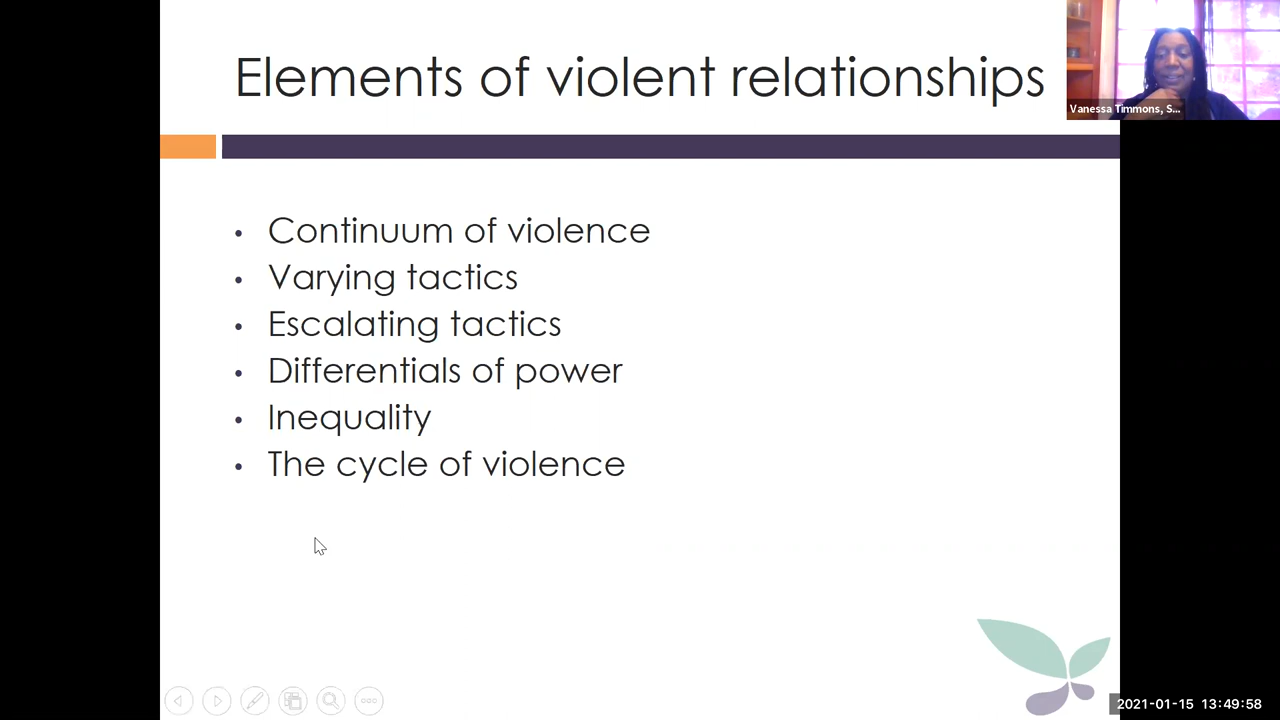 Elements of violent relationships
Vanessa Timmons, S...
• Continuum of violence
• Varying tactics
• Escalating tactics
• Differentials of power
• Inequality
• The cycle of violence
2021-01-15 13:49:58